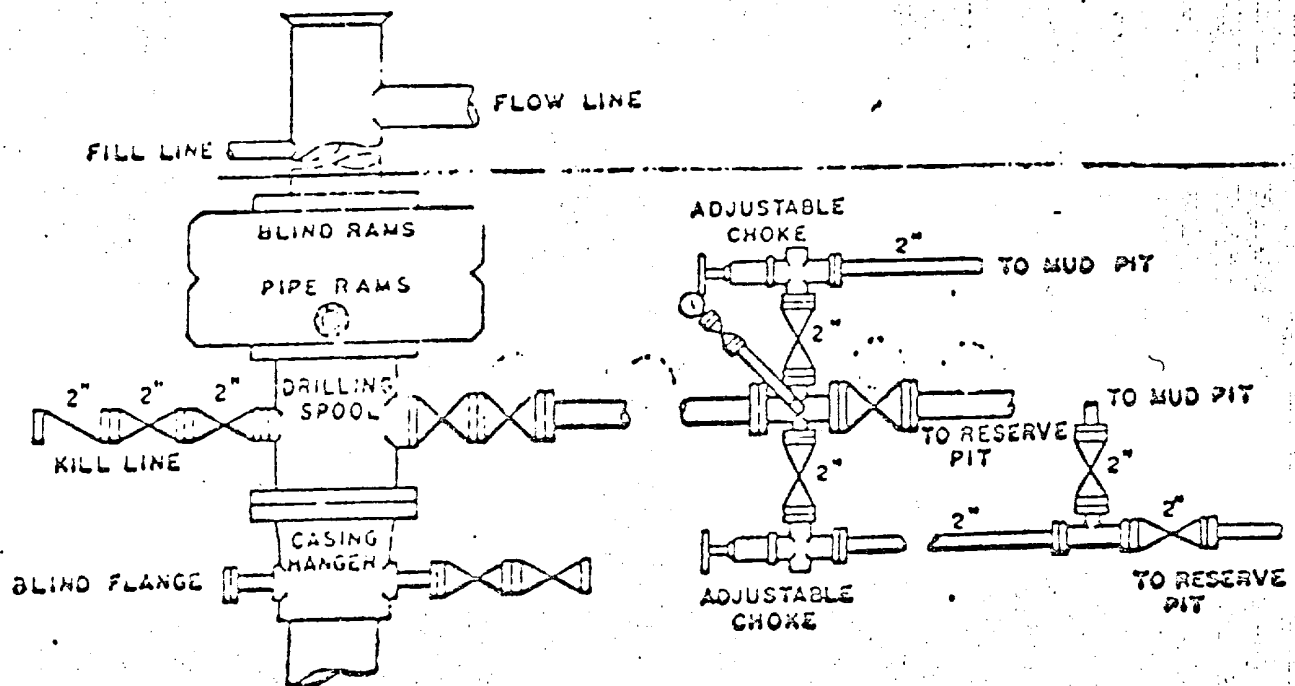 FLOW LINE
FILL LINE
BLIND RAMS
PIPE RAMS
ADJUSTABLE
CHOKE
2"
TO MUD PIT
2"
2" 2" 2"
DRILLING
SPOOL
KILL LINE
TO RESERVE
PIT
TO MUD PIT
2"
2"
2"
2"
CASING
HANGER
BLIND FLANGE
ADJUSTABLE
CHOKE
TO RESERVE
PIT